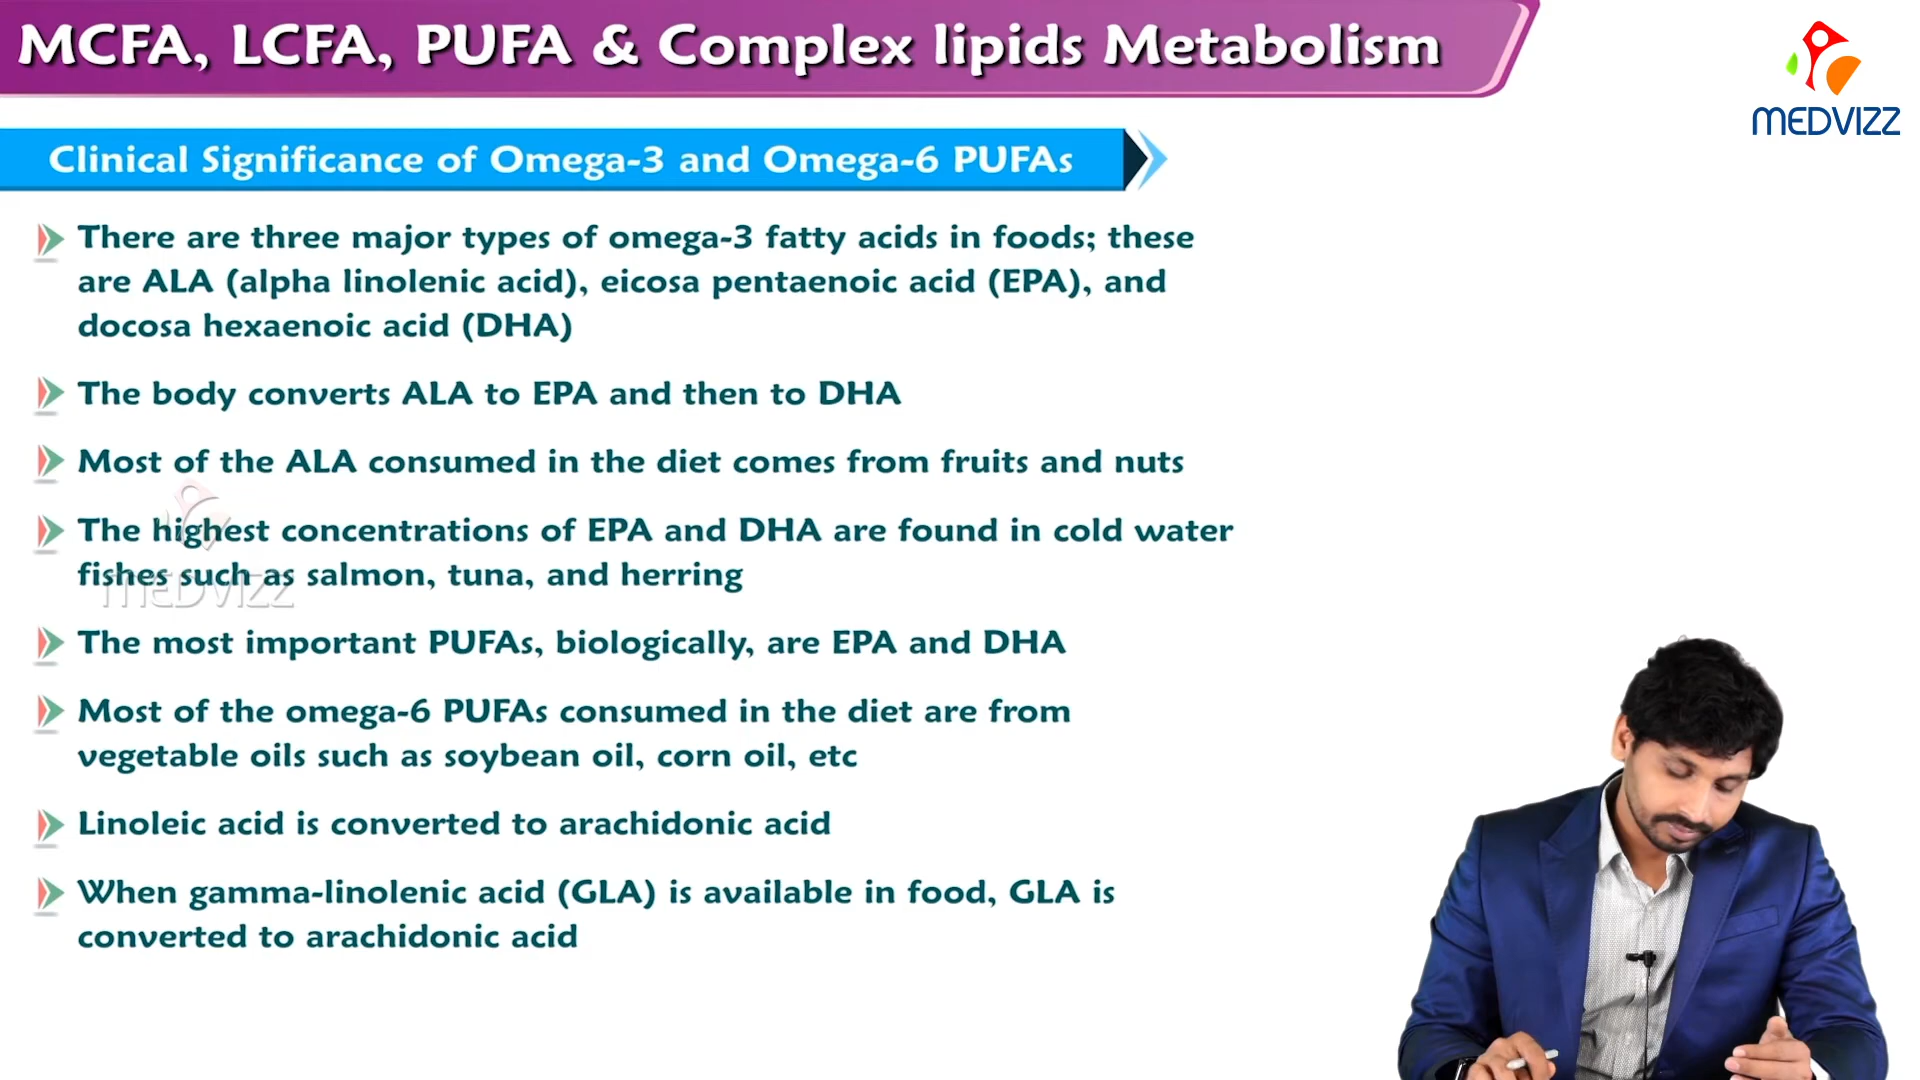 MCFA, LCFA, PUFA & Complex lipids Metabolism
MEDVIZZ
Clinical Significance of Omega-3 and Omega-6 PUFAs
There are three major types of omega-3 fatty acids in foods; these
are ALA (alpha linolenic acid), eicosa pentaenoic acid (EPA), and
docosa hexaenoic acid (DHA)
The body converts ALA to EPA and then to DHA
Most of the ALA consumed in the diet comes from fruits and nuts
The highest concentrations of EPA and DHA are found in cold water
fishes such as salmon, tuna, and herring
MEDVIZZ
The most important PUFAs, biologically, are EPA and DHA
Most of the omega-6 PUFAs consumed in the diet are from
vegetable oils such as soybean oil, corn oil, etc
Linoleic acid is converted to arachidonic acid
When gamma-linolenic acid (GLA) is available in food, GLA is
converted to arachidonic acid